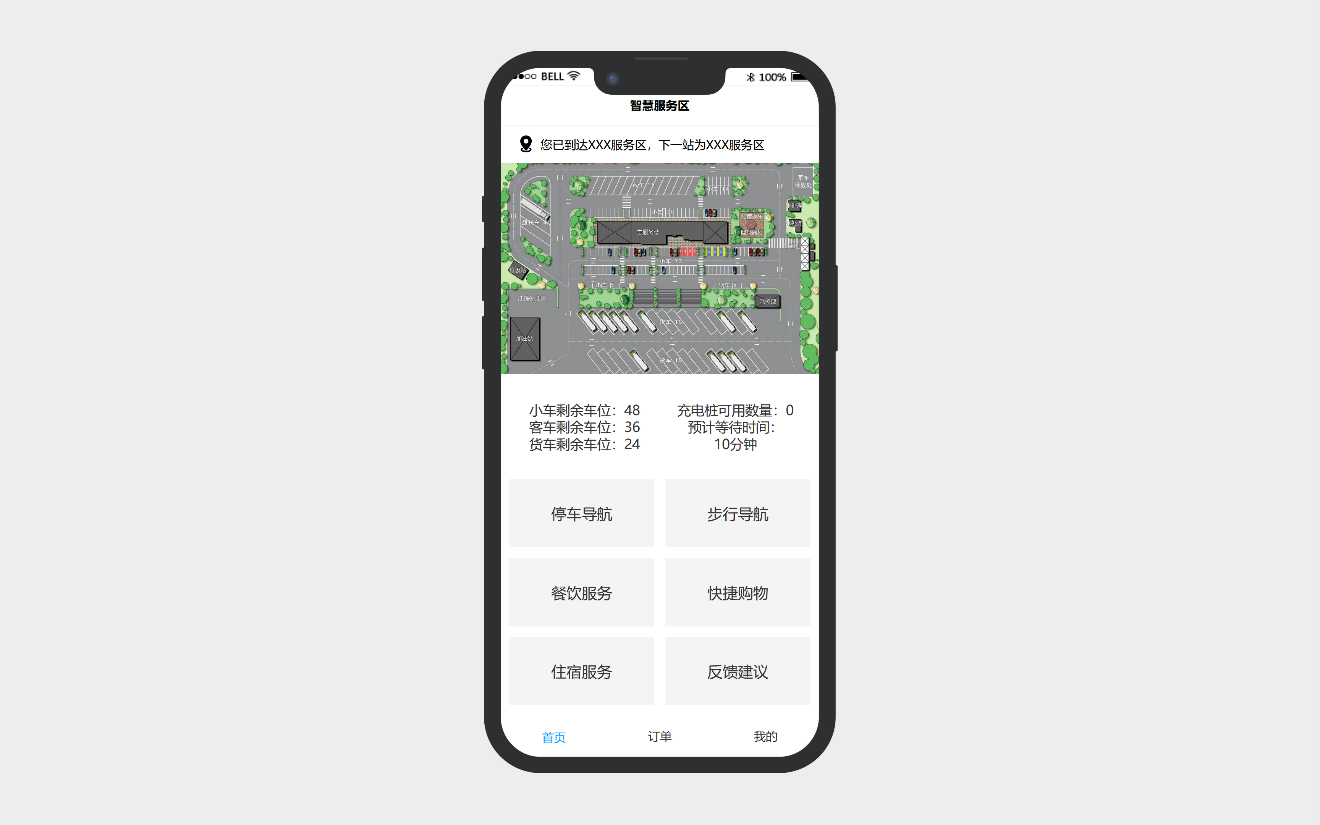 BELL
100%
智慧服务区
您已到达XXX服务区，下一站为XXX服务区
小车剩余车位：48
客车剩余车位：36
货车剩余车位：24
充电桩可用数量：0
预计等待时间：
10分钟
停车导航
步行导航
餐饮服务
快捷购物
住宿服务
反馈建议
首页
订单
我的